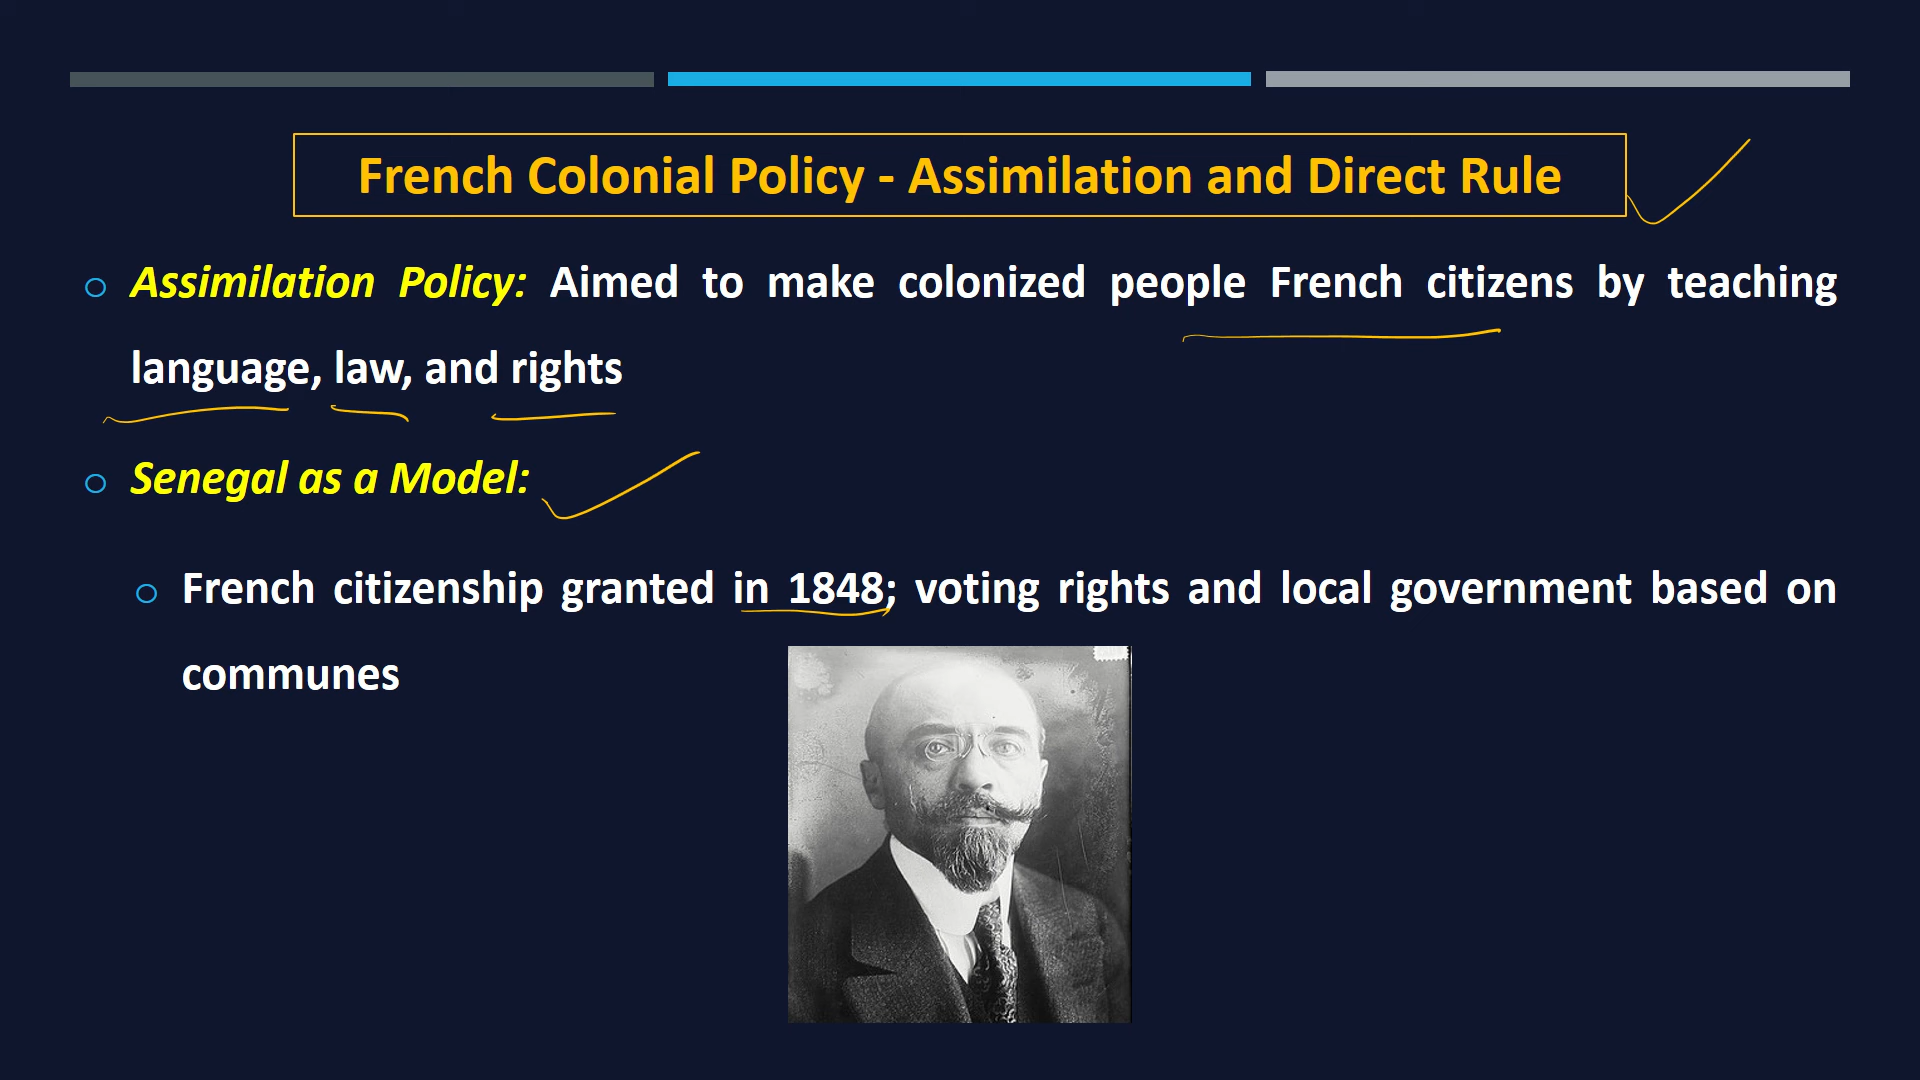 French Colonial Policy - Assimilation and Direct Rule
Assimilation Policy: Aimed to make colonized people French citizens by teaching
language, law, and rights
Senegal as a Model:
French citizenship granted in 1848; voting rights and local government based on
communes